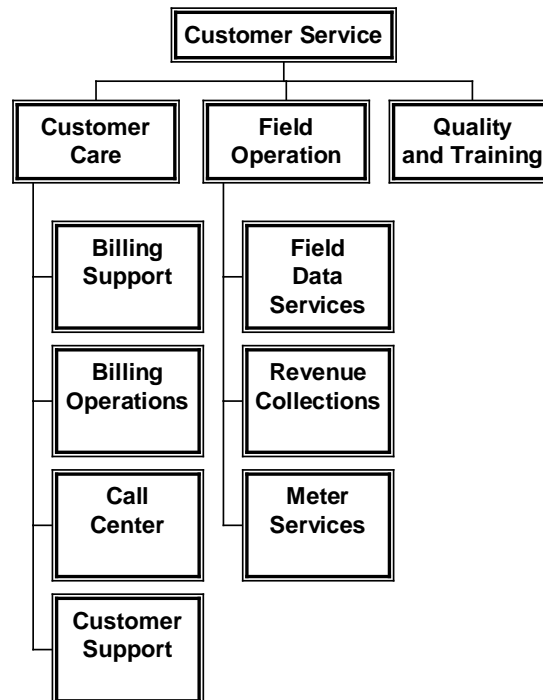 Customer Service
Customer
Care
Field
Operation
Quality
and Training
Billing
Support
Field
Data
Services
Billing
Operations
Revenue
Collections
Call
Center
Meter
Services
Customer
Support